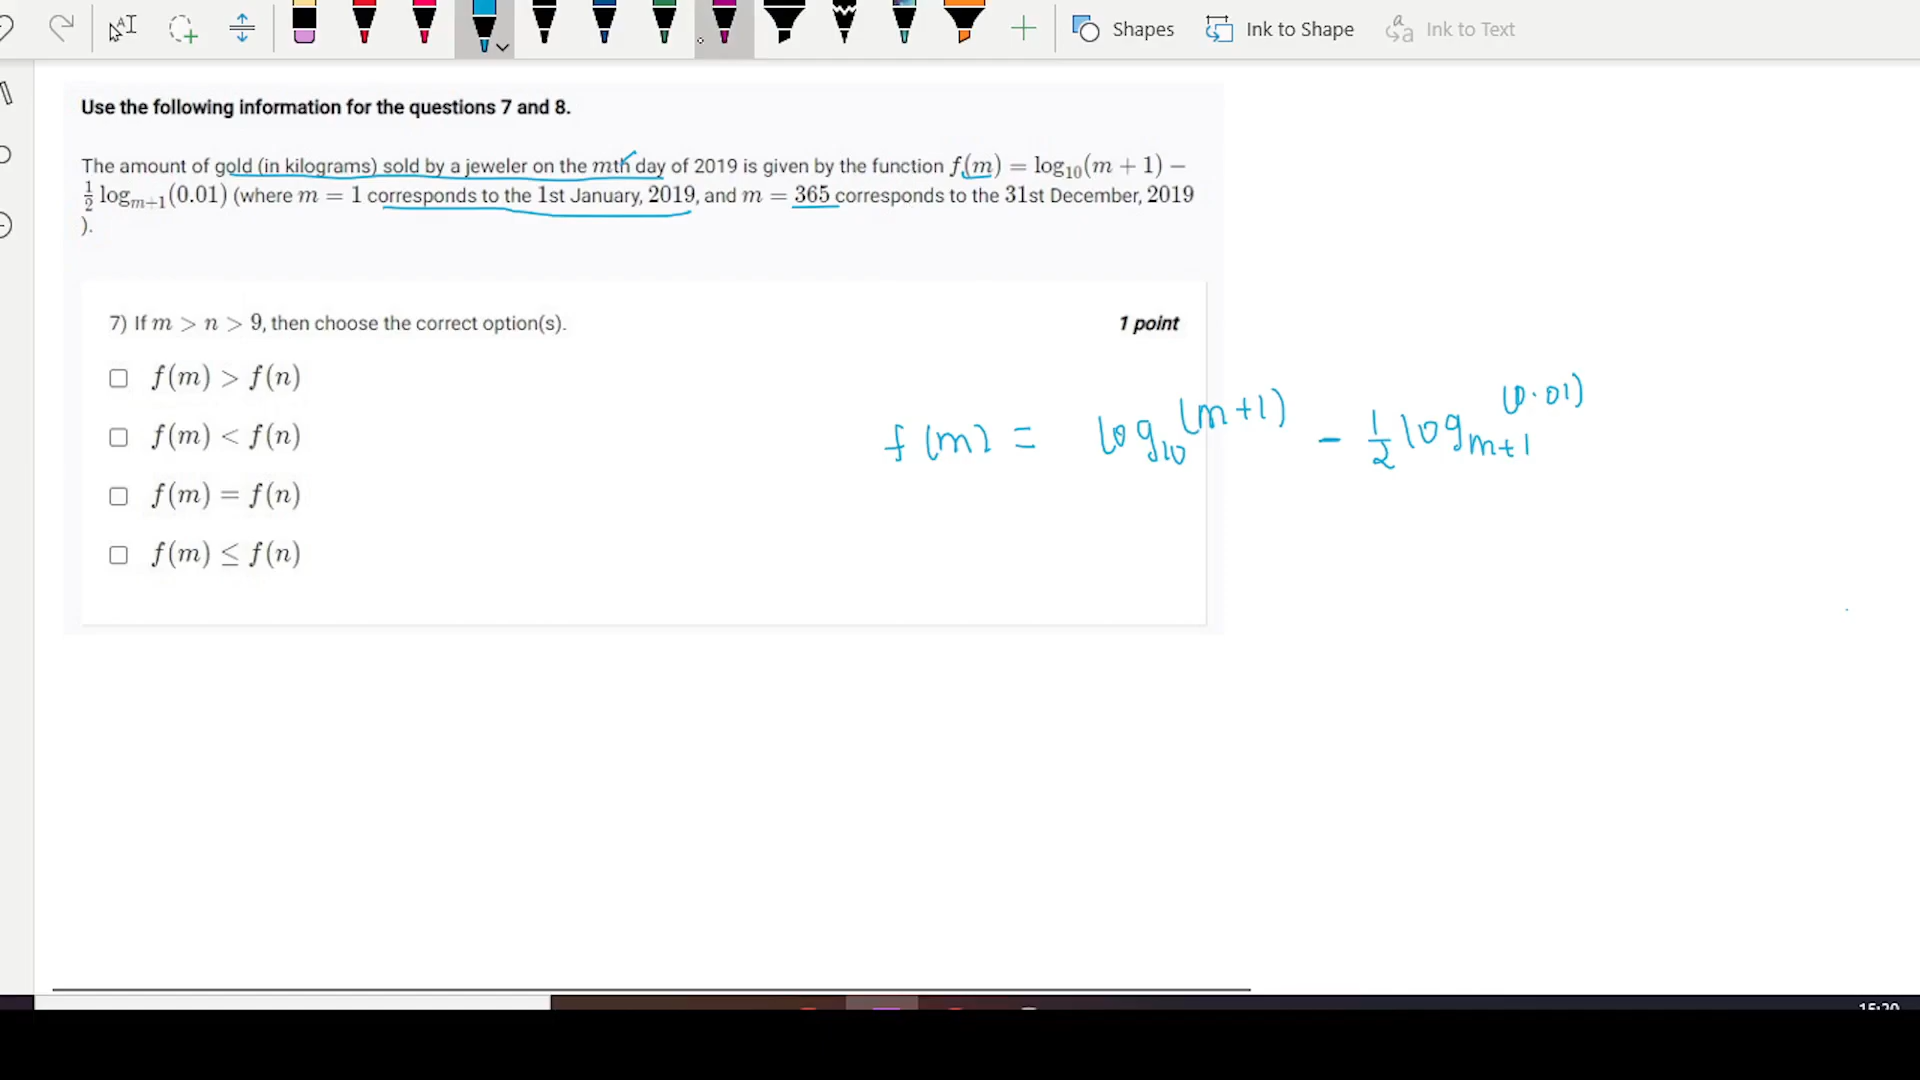 Shapes Ink to Shape Ink to Text
Use the following information for the questions 7 and 8.
The amount of gold (in kilograms) sold by a jeweler on the mth day of 2019 is given by the function f(m) = log₁₀(m + 1) −
½ logₘ₊₁(0.01) (where m = 1 corresponds to the 1st January, 2019, and m = 365 corresponds to the 31st December, 2019
).
7) If m > n > 9, then choose the correct option(s). 1 point
f(m) > f(n)
f(m) < f(n)
f(m) = f(n)
f(m) ≤ f(n)
f(m) = log₁₀(m+1) - ½ logₘ₊₁(0.01)